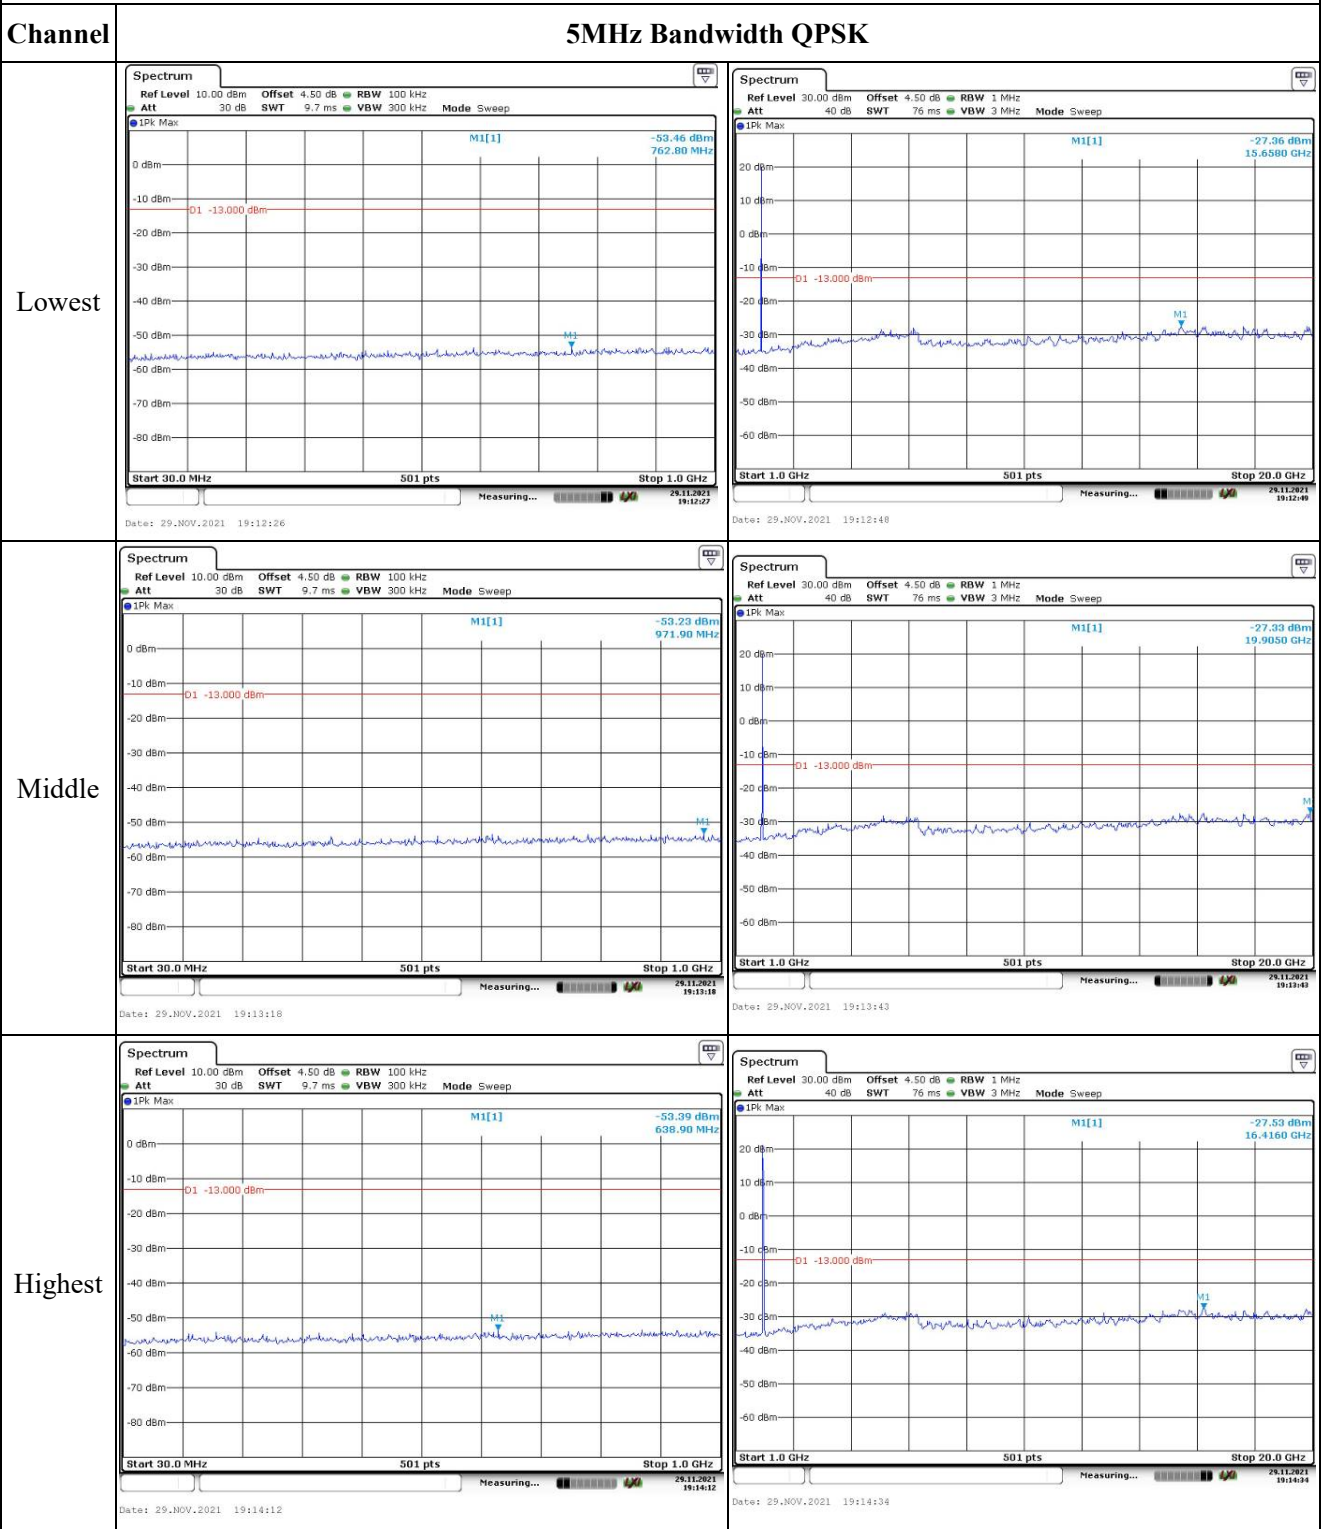 Channel 5MHz Bandwidth QPSK
Lowest
Spectrum
Ref Level 10.00 dBm Offset 4.50 dB RBW 100 kHz
Att 30 dB SWT 9.7 ms VBW 300 kHz Mode Sweep
1Pk Max
M1[1] -53.46 dBm
762.80 MHz
0 dBm
-10 dBm
D1 -13.000 dBm
-20 dBm
-30 dBm
-40 dBm
-50 dBm
M1
-60 dBm
-70 dBm
-80 dBm
Start 30.0 MHz 501 pts Stop 1.0 GHz
Measuring... 29.11.2021
19:12:27
Date: 29.NOV.2021 19:12:26
Spectrum
Ref Level 30.00 dBm Offset 4.50 dB RBW 1 MHz
Att 40 dB SWT 76 ms VBW 3 MHz Mode Sweep
1Pk Max
M1[1] -27.36 dBm
15.6580 GHz
20 dBm
10 dBm
0 dBm
-10 dBm
D1 -13.000 dBm
-20 dBm
M1
-30 dBm
-40 dBm
-50 dBm
-60 dBm
Start 1.0 GHz 501 pts Stop 20.0 GHz
Measuring... 29.11.2021
19:12:49
Date: 29.NOV.2021 19:12:48
Middle
Spectrum
Ref Level 10.00 dBm Offset 4.50 dB RBW 100 kHz
Att 30 dB SWT 9.7 ms VBW 300 kHz Mode Sweep
1Pk Max
M1[1] -53.23 dBm
971.90 MHz
0 dBm
-10 dBm
D1 -13.000 dBm
-20 dBm
-30 dBm
-40 dBm
-50 dBm
M1
-60 dBm
-70 dBm
-80 dBm
Start 30.0 MHz 501 pts Stop 1.0 GHz
Measuring... 29.11.2021
19:13:18
Date: 29.NOV.2021 19:13:18
Spectrum
Ref Level 30.00 dBm Offset 4.50 dB RBW 1 MHz
Att 40 dB SWT 76 ms VBW 3 MHz Mode Sweep
1Pk Max
M1[1] -27.33 dBm
19.9050 GHz
20 dBm
10 dBm
0 dBm
-10 dBm
D1 -13.000 dBm
-20 dBm
M
-30 dBm
-40 dBm
-50 dBm
-60 dBm
Start 1.0 GHz 501 pts Stop 20.0 GHz
Measuring... 29.11.2021
19:13:43
Date: 29.NOV.2021 19:13:43
Highest
Spectrum
Ref Level 10.00 dBm Offset 4.50 dB RBW 100 kHz
Att 30 dB SWT 9.7 ms VBW 300 kHz Mode Sweep
1Pk Max
M1[1] -53.39 dBm
638.90 MHz
0 dBm
-10 dBm
D1 -13.000 dBm
-20 dBm
-30 dBm
-40 dBm
-50 dBm
M1
-60 dBm
-70 dBm
-80 dBm
Start 30.0 MHz 501 pts Stop 1.0 GHz
Measuring... 29.11.2021
19:14:12
Date: 29.NOV.2021 19:14:12
Spectrum
Ref Level 30.00 dBm Offset 4.50 dB RBW 1 MHz
Att 40 dB SWT 76 ms VBW 3 MHz Mode Sweep
1Pk Max
M1[1] -27.53 dBm
16.4160 GHz
20 dBm
10 dBm
0 dBm
-10 dBm
D1 -13.000 dBm
-20 dBm
M1
-30 dBm
-40 dBm
-50 dBm
-60 dBm
Start 1.0 GHz 501 pts Stop 20.0 GHz
Measuring... 29.11.2021
19:14:34
Date: 29.NOV.2021 19:14:34